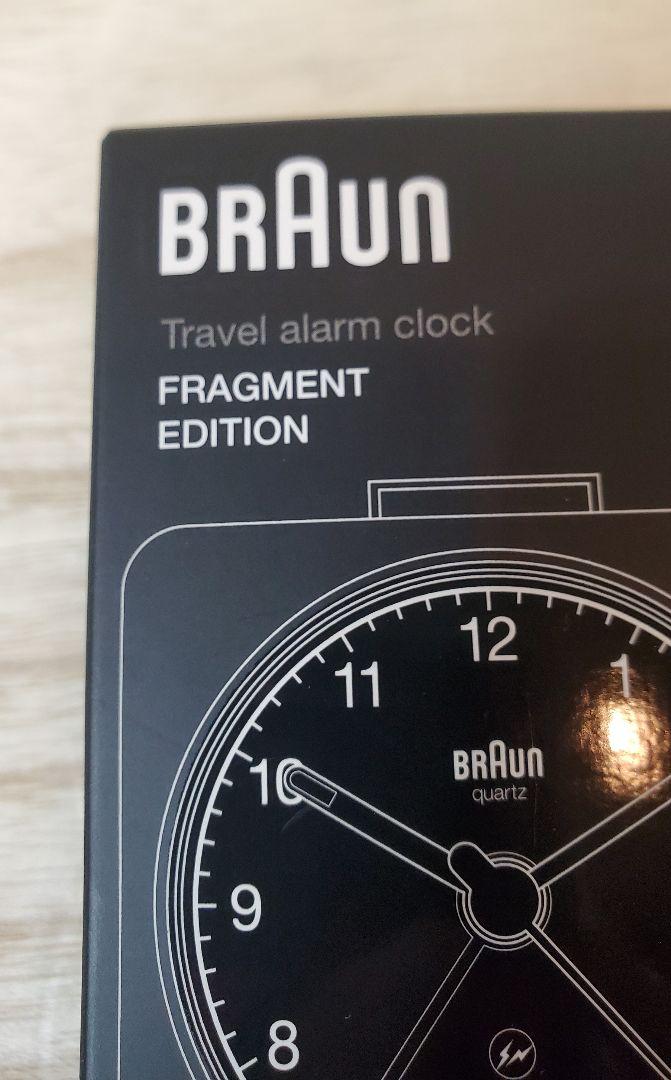 BRAUN
Travel alarm clock
FRAGMENT
EDITION
12
11
1
10
BRAUN
quartz
9
8